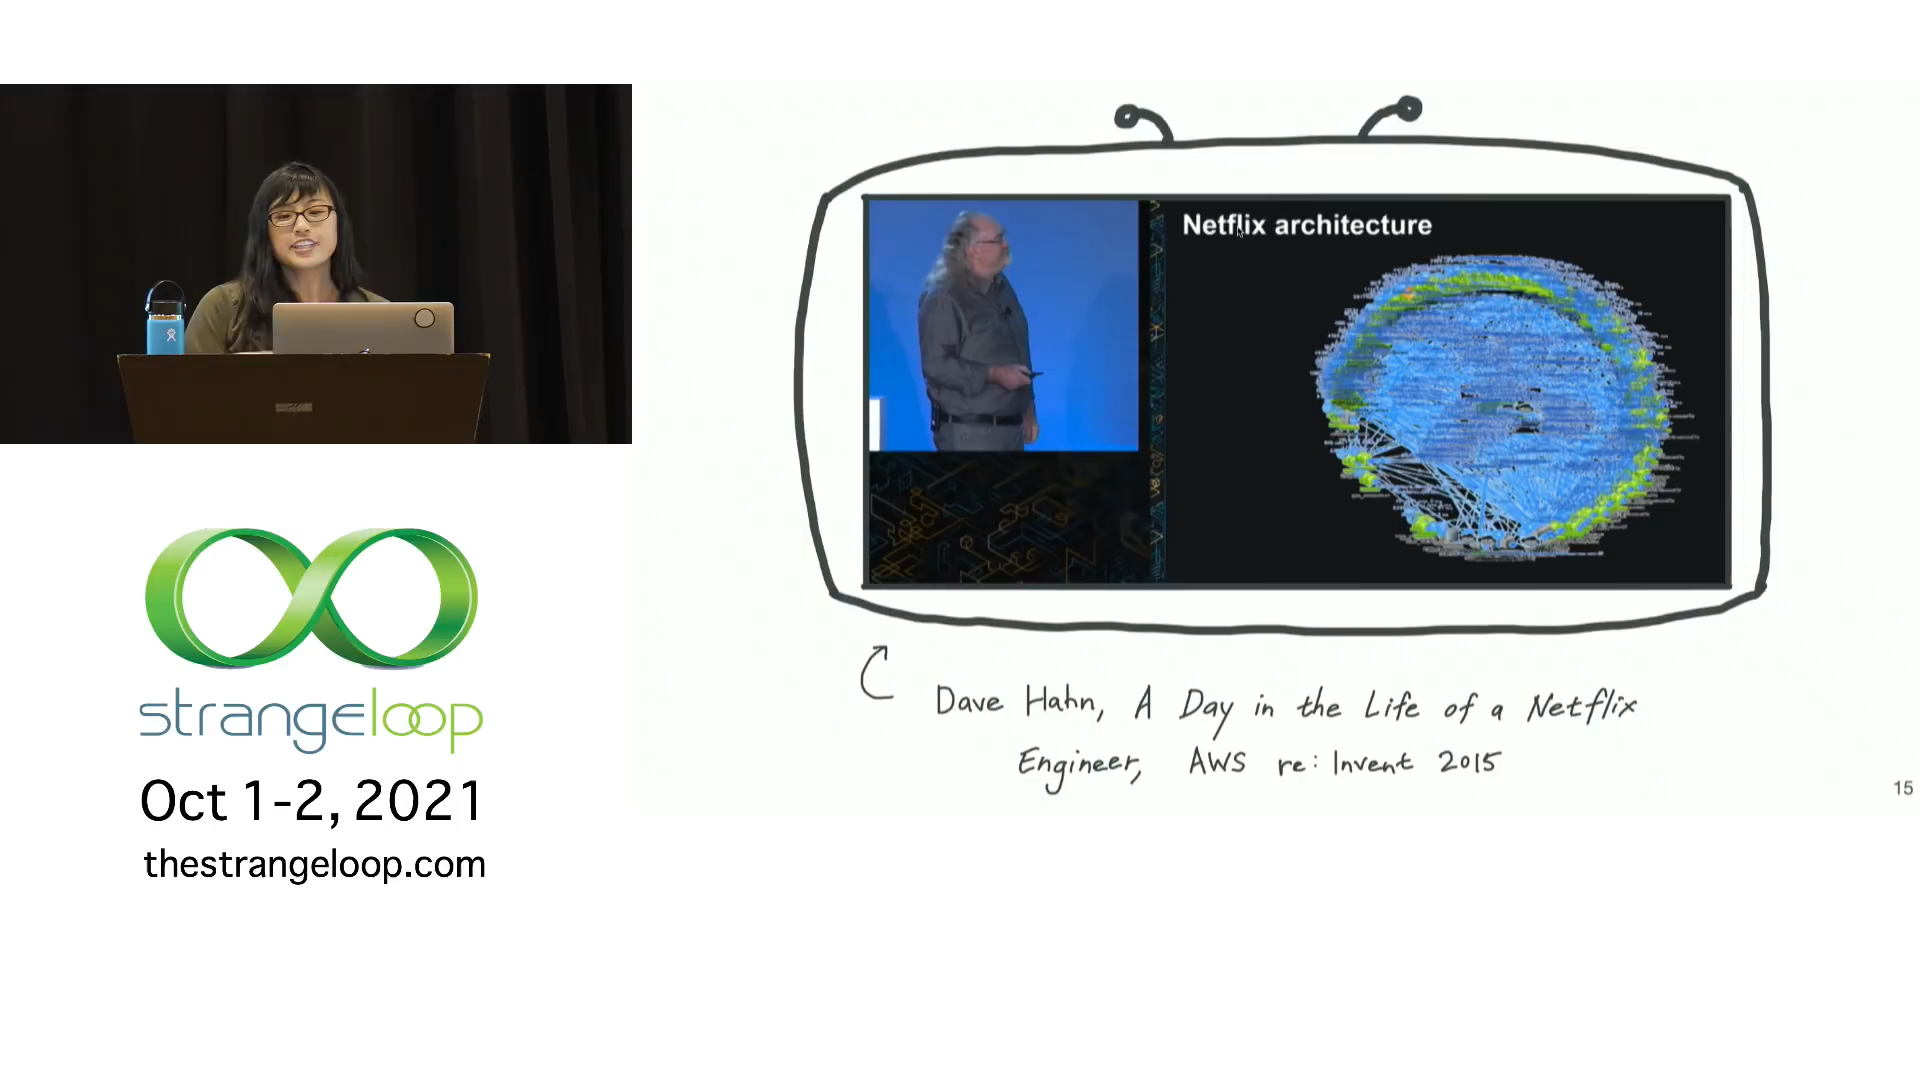 Netflix architecture
strangeloop
Oct 1-2, 2021
thestrangeloop.com
Dave Hahn, A Day in the Life of a Netflix
Engineer, AWS re: Invent 2015
15